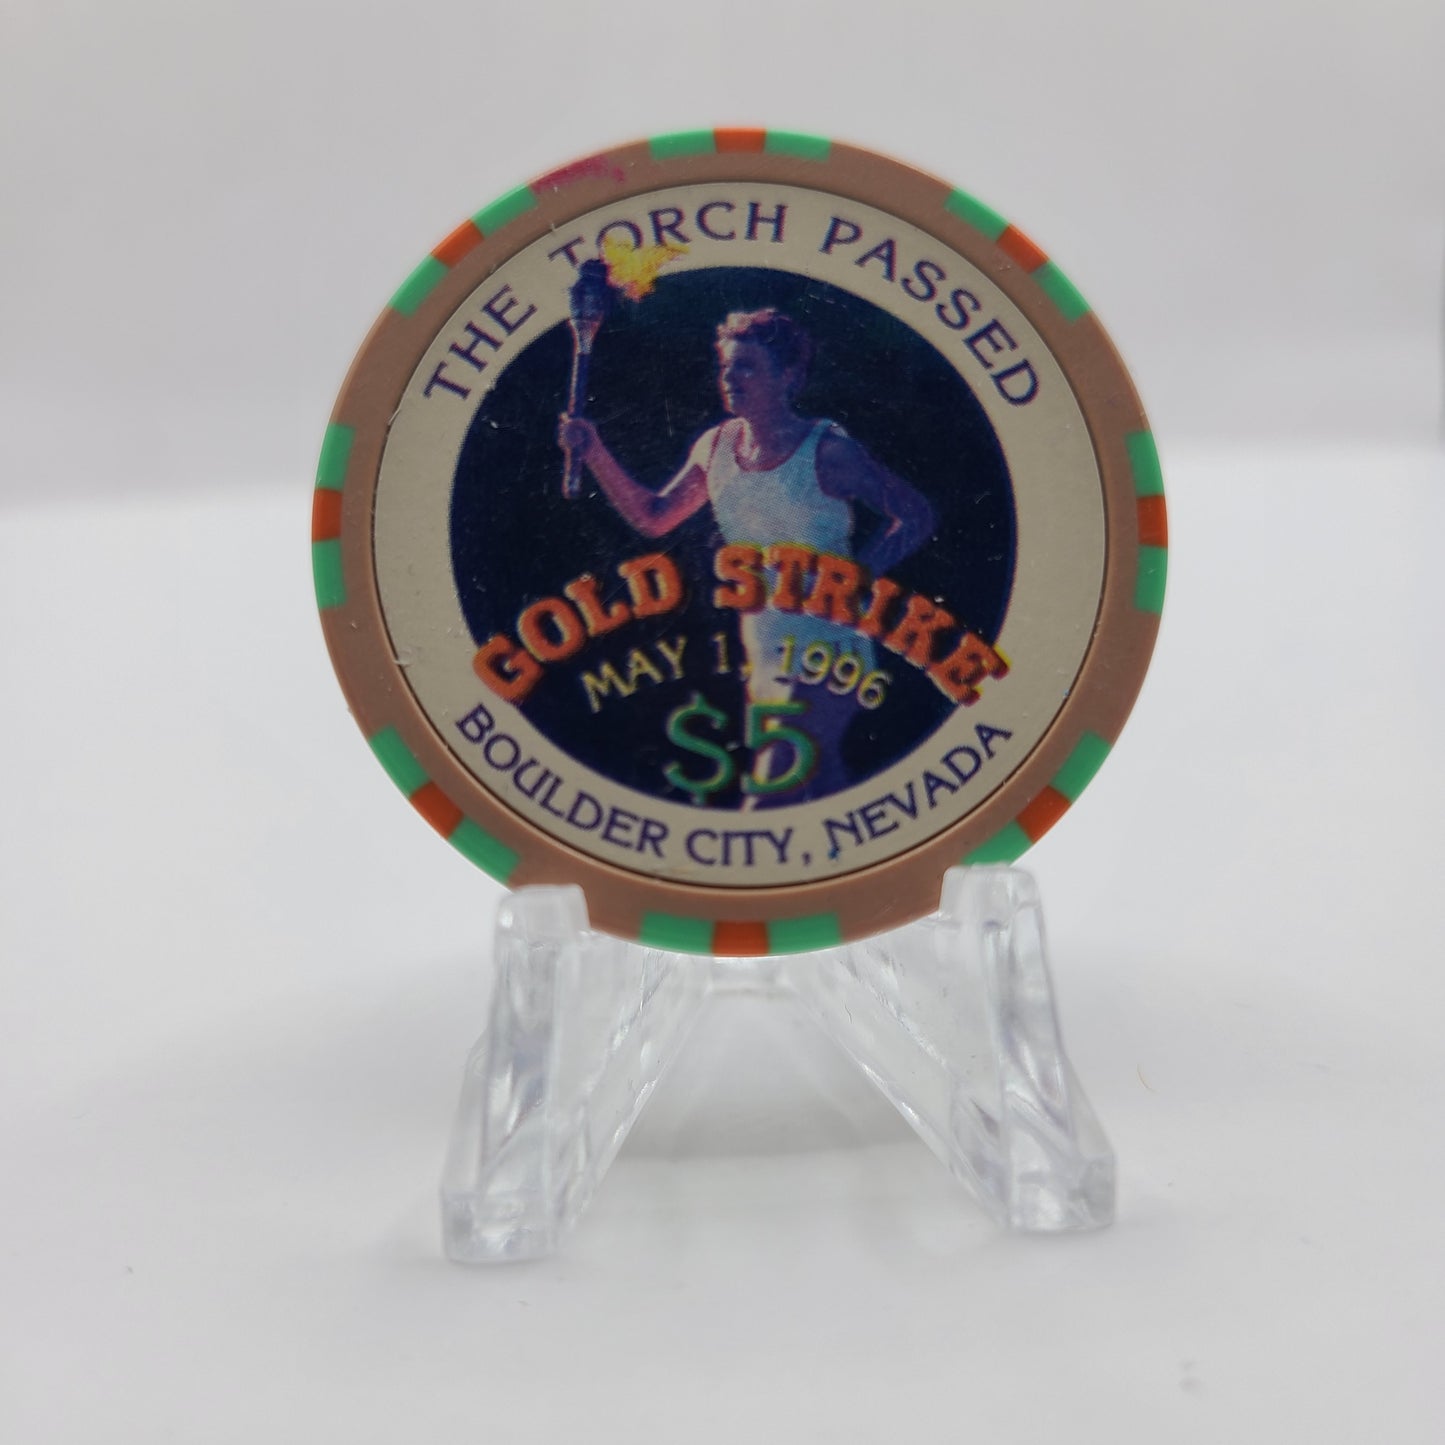 THE TORCH PASSED
GOLD STRIKE
MAY 1, 1996
$5
BOULDER CITY, NEVADA